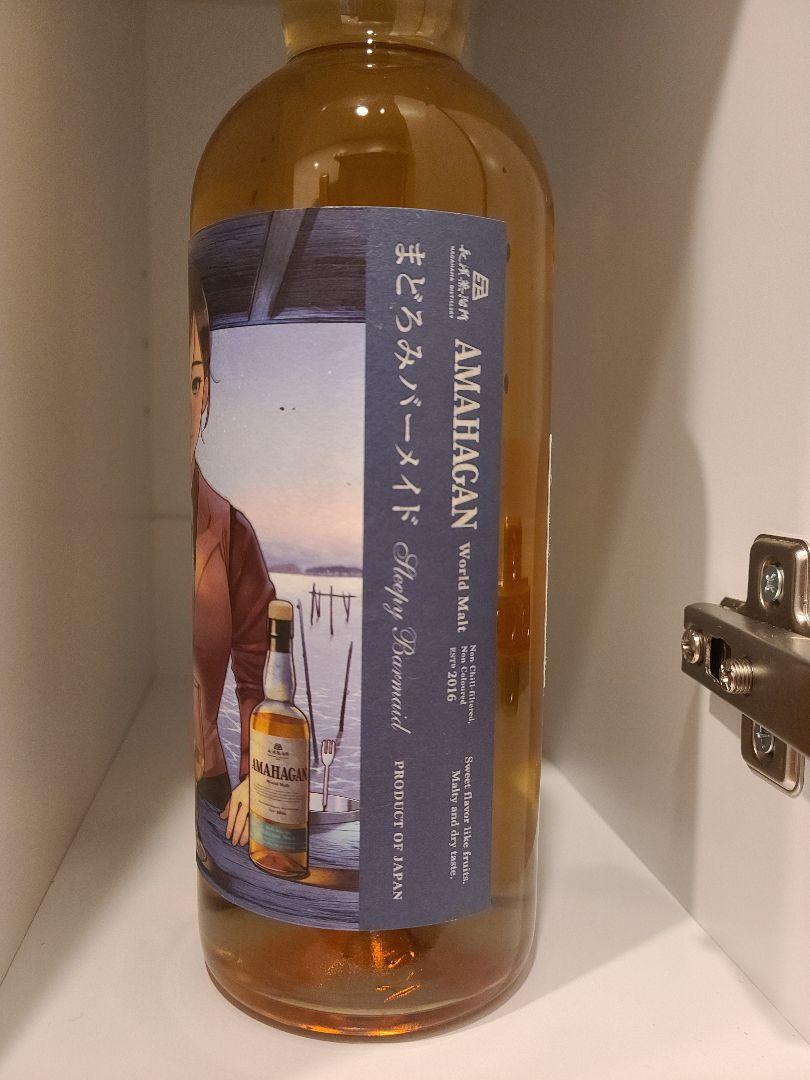 長濱蒸溜所
NAGAHAMA DISTILLERY
AMAHAGAN
World Malt
Non Chill-filtered,
Non Coloured
ESTD 2016
Sweet flavor like fruits.
Malty and dry taste.
まどろみバーメイド
Sleepy Barmaid
PRODUCT OF JAPAN
AMAHAGAN
World Malt